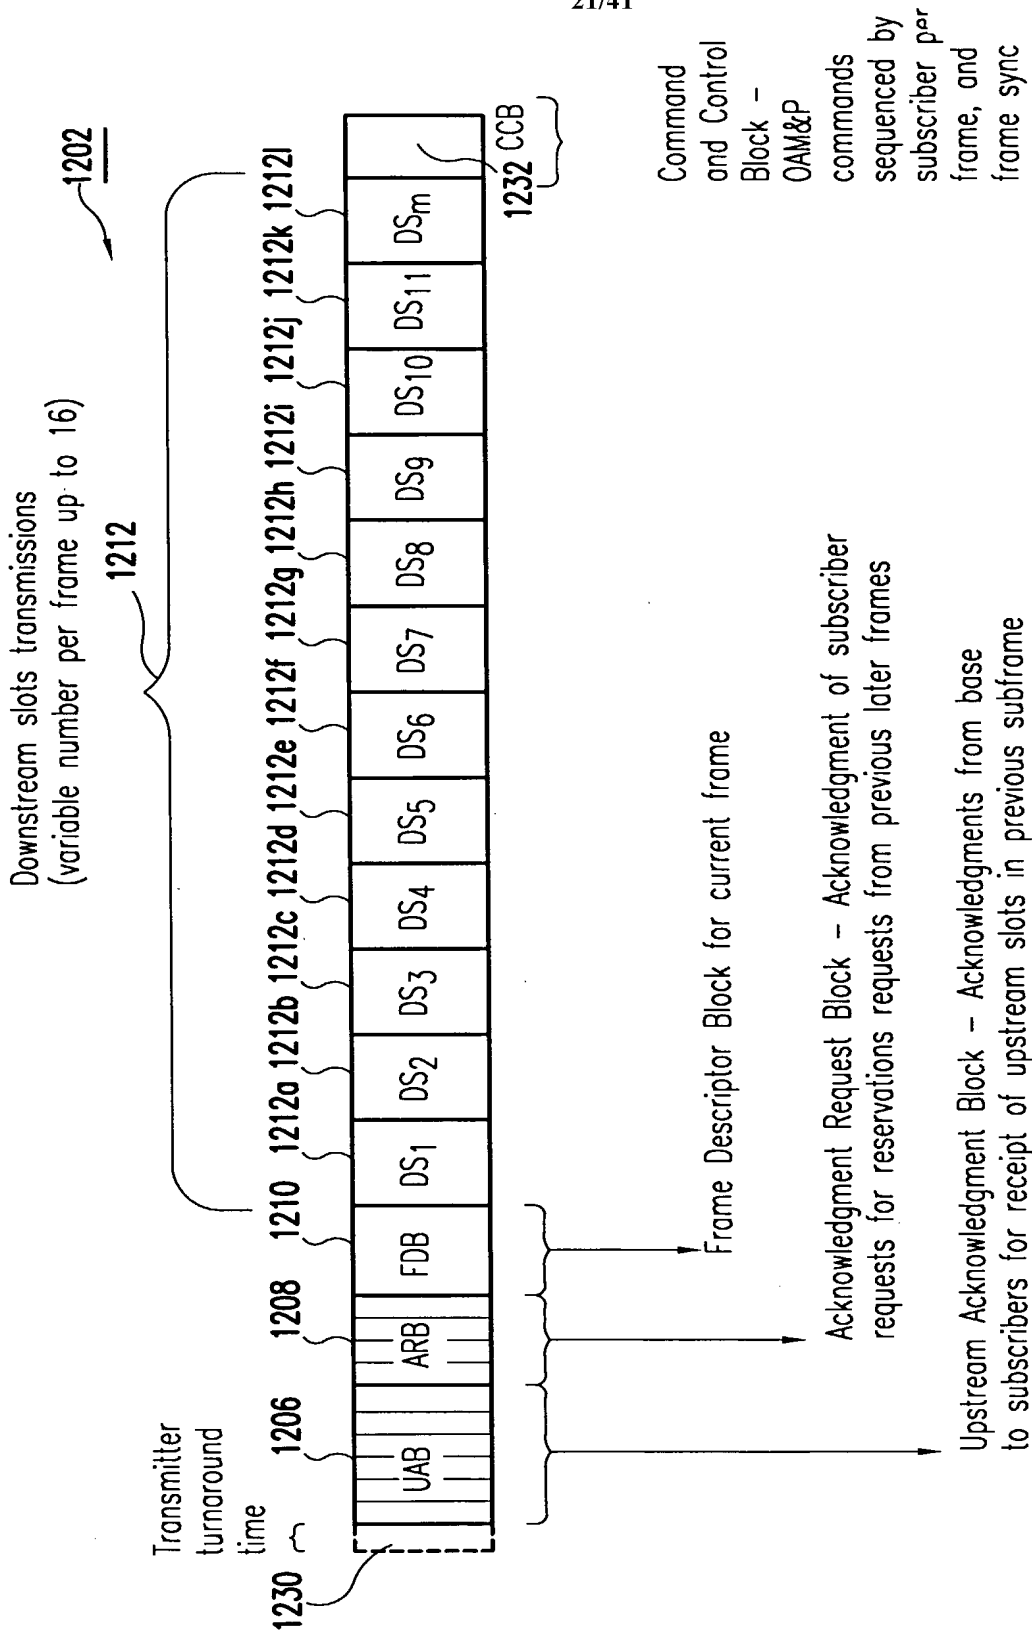 21/41
Downstream slots transmissions
(variable number per frame up to 16)
1202
1212
Transmitter
turnaround
time
1230
1206
1208
1210
1212a
1212b
1212c
1212d
1212e
1212f
1212g
1212h
1212i
1212j
1212k
1212l
UAB
ARB
FDB
DS1
DS2
DS3
DS4
DS5
DS6
DS7
DS8
DS9
DS10
DS11
DSm
1232
CCB
Frame Descriptor Block for current frame
Acknowledgment Request Block – Acknowledgment of subscriber
requests for reservations requests from previous later frames
Upstream Acknowledgment Block – Acknowledgments from base
to subscribers for receipt of upstream slots in previous subframe
Command
and Control
Block –
OAM&P
commands
sequenced by
subscriber per
frame, and
frame sync